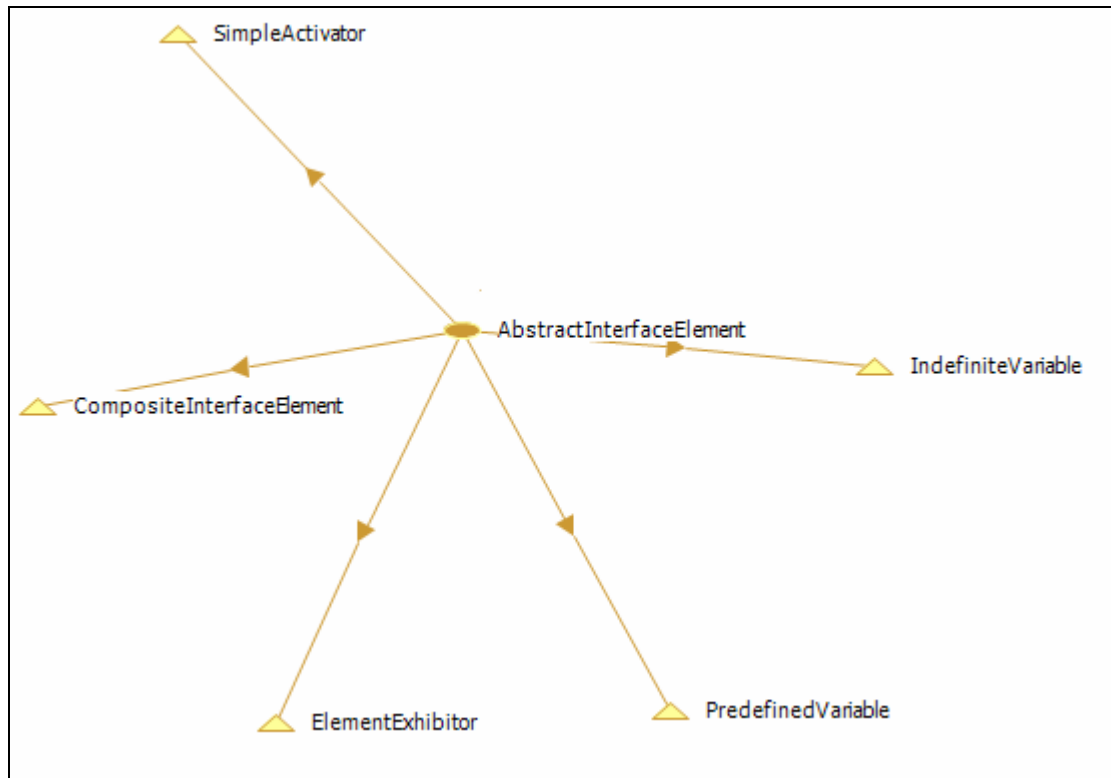 SimpleActivator
AbstractInterfaceElement
IndefiniteVariable
CompositeInterfaceElement
PredefinedVariable
ElementExhibitor